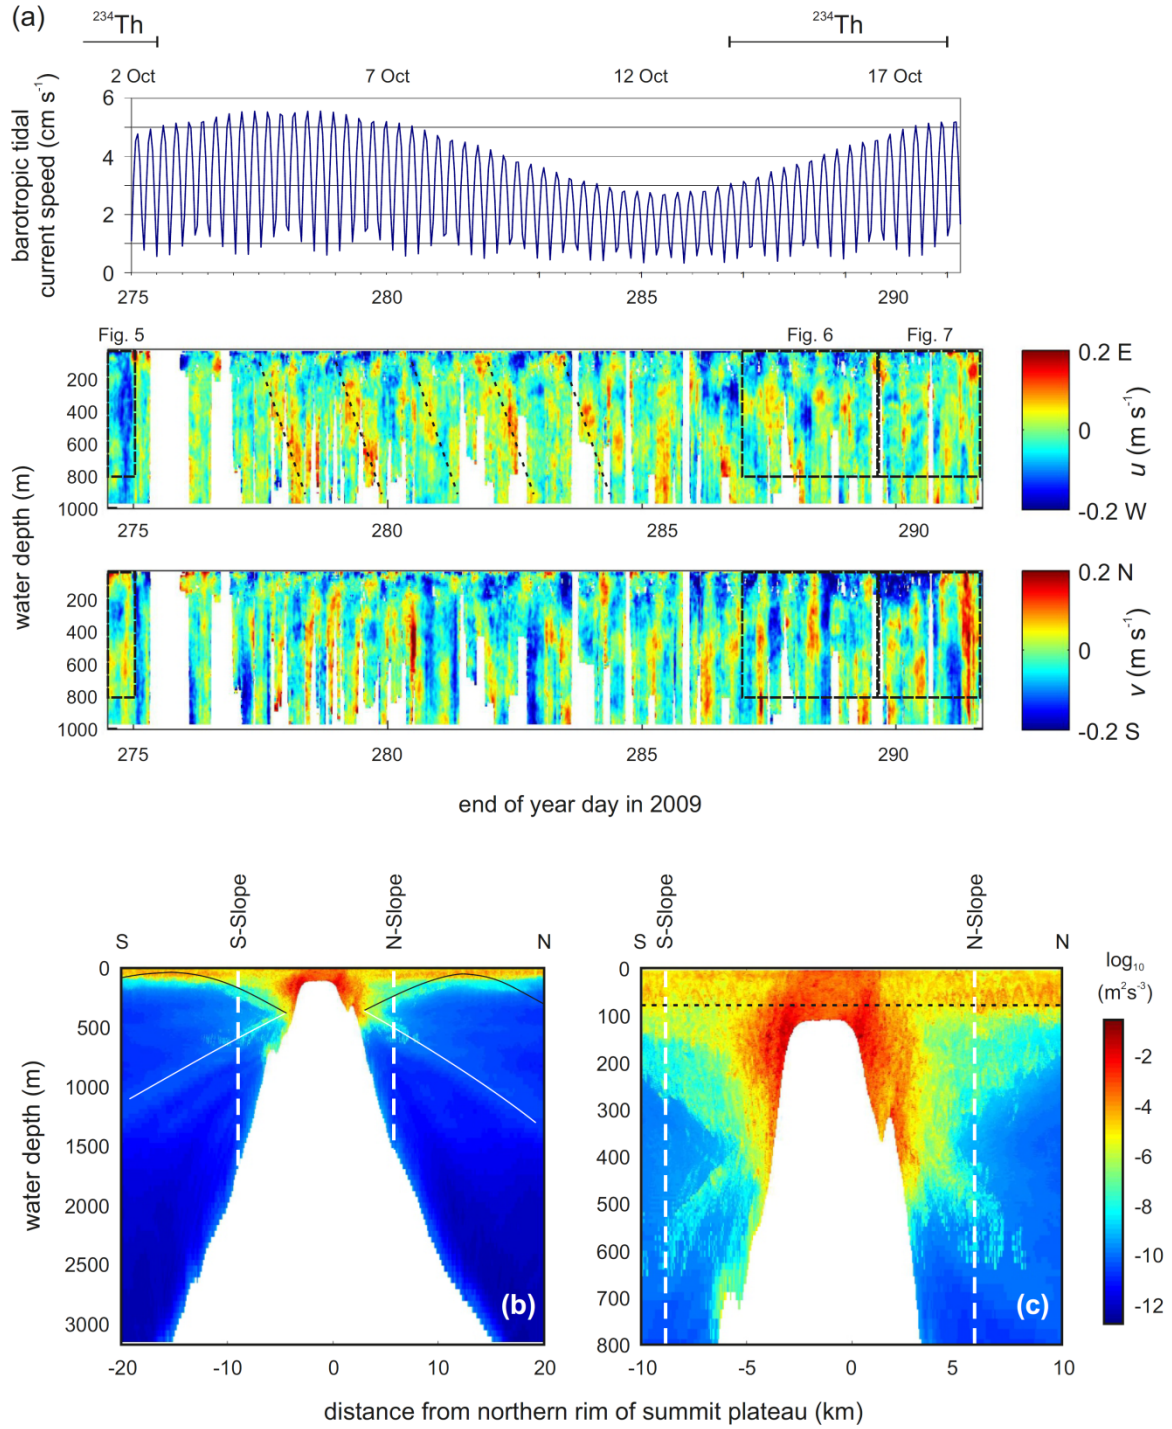 (a)
²³⁴Th ²³⁴Th
2 Oct 7 Oct 12 Oct 17 Oct
barotropic tidal
current speed (cm s⁻¹)
6
4
2
0
275 280 285 290
Fig. 5 Fig. 6 Fig. 7
200
400
600
800
1000
275 280 285 290
0.2 E
0
-0.2 W
u (m s⁻¹)
water depth (m)
200
400
600
800
1000
275 280 285 290
0.2 N
0
-0.2 S
v (m s⁻¹)
end of year day in 2009
S S-Slope N-Slope N
S S-Slope N-Slope N
water depth (m)
0
500
1000
1500
2000
2500
3000
(b)
-20 -10 0 10 20
0
100
200
300
400
500
600
700
800
(c)
-10 -5 0 5 10
log₁₀
(m²s⁻³)
-2
-4
-6
-8
-10
-12
distance from northern rim of summit plateau (km)